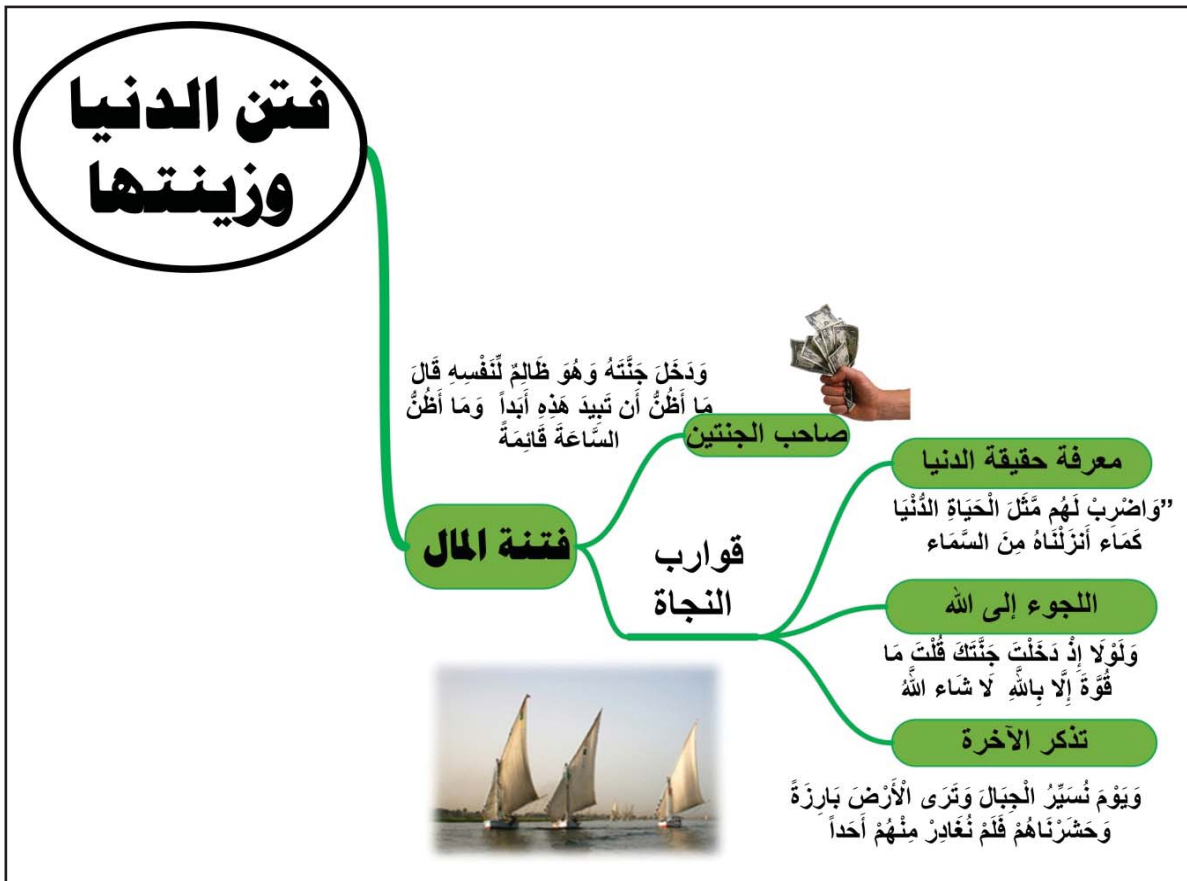 فتن الدنيا
وزينتها
وَدَخَلَ جَنَّتَهُ وَهُوَ ظَالِمٌ لِّنَفْسِهِ قَالَ
مَا أَظُنُّ أَن تَبِيدَ هَذِهِ أَبَداً وَمَا أَظُنُّ
السَّاعَةَ قَائِمَةً
صاحب الجنتين
فتنة المال
قوارب
النجاة
معرفة حقيقة الدنيا
”وَاضْرِبْ لَهُم مَّثَلَ الْحَيَاةِ الدُّنْيَا
كَمَاء أَنزَلْنَاهُ مِنَ السَّمَاء
اللجوء إلى الله
وَلَوْلَا إِذْ دَخَلْتَ جَنَّتَكَ قُلْتَ مَا
قُوَّةَ إِلَّا بِاللَّهِ لَا شَاء اللَّهُ
تذكر الآخرة
وَيَوْمَ نُسَيِّرُ الْجِبَالَ وَتَرَى الْأَرْضَ بَارِزَةً
وَحَشَرْنَاهُمْ فَلَمْ نُغَادِرْ مِنْهُمْ أَحَداً